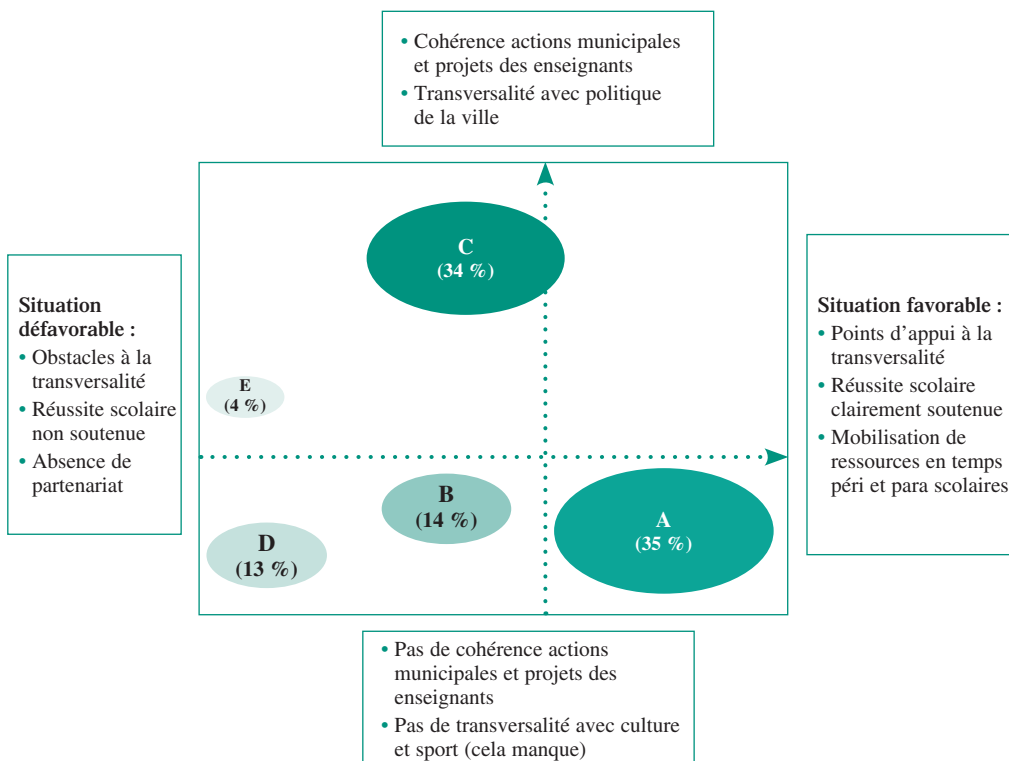 • Cohérence actions municipales
et projets des enseignants
• Transversalité avec politique
de la ville
Situation
défavorable :
• Obstacles à la
transversalité
• Réussite scolaire
non soutenue
• Absence de
partenariat
C
(34 %)
E
(4 %)
B
(14 %)
D
(13 %)
A
(35 %)
Situation favorable :
• Points d'appui à la
transversalité
• Réussite scolaire
clairement soutenue
• Mobilisation de
ressources en temps
péri et para scolaires
• Pas de cohérence actions
municipales et projets des
enseignants
• Pas de transversalité avec culture
et sport (cela manque)